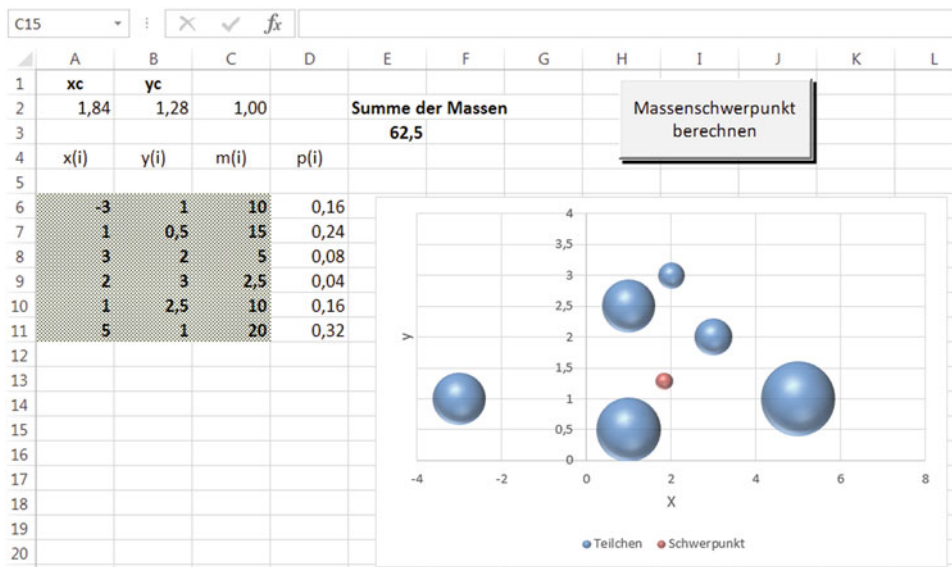 C15 fx
A B C D E F G H I J K L
1 xc yc
2 1,84 1,28 1,00 Summe der Massen
3 62,5
Massenschwerpunkt
berechnen
4 x(i) y(i) m(i) p(i)
5
6 -3 1 10 0,16
7 1 0,5 15 0,24
8 3 2 5 0,08
9 2 3 2,5 0,04
10 1 2,5 10 0,16
11 5 1 20 0,32
12
13
14
15
16
17
18
19
20
4
3,5
3
2,5
2
1,5
1
0,5
0
y
-4 -2 0 2 4 6 8
X
Teilchen Schwerpunkt